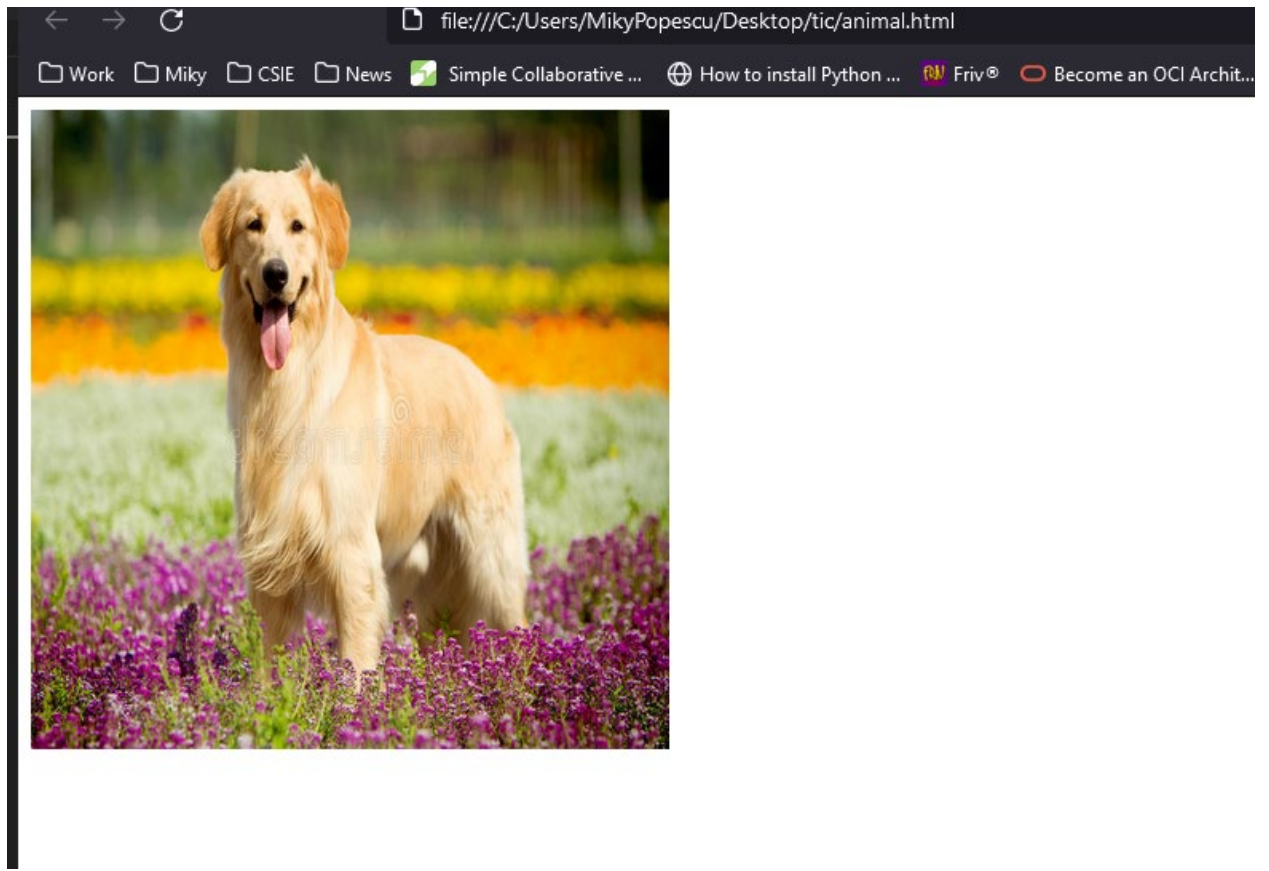 file:///C:/Users/MikyPopescu/Desktop/tic/animal.html
Work Miky CSIE News Simple Collaborative ... How to install Python ... Friv® Become an OCI Archit...